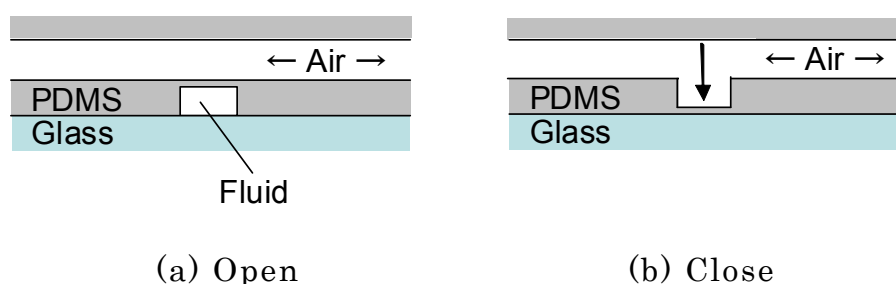 ← Air →
PDMS
Glass
Fluid
(a) Open
← Air →
PDMS
Glass
(b) Close